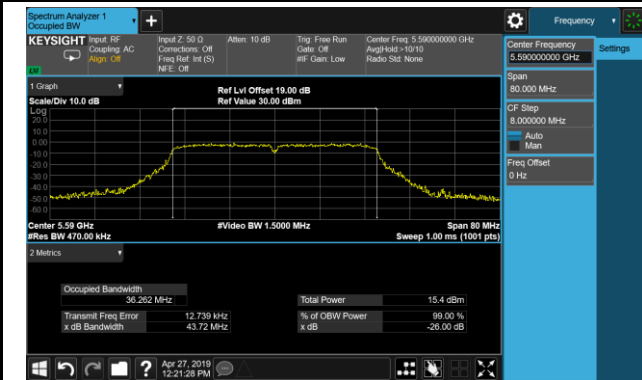 Spectrum Analyzer 1
Occupied BW
+
Frequency
KEYSIGHT
Input: RF
Coupling: AC
Align: Off
Input Z: 50 Ω
Corrections: Off
Freq Ref: Int (S)
NFE: Off
Atten: 10 dB
Trig: Free Run
Gate: Off
#IF Gain: Low
Center Freq: 5.590000000 GHz
Avg|Hold:>10/10
Radio Std: None
Center Frequency
5.590000000 GHz
Settings
Span
80.000 MHz
CF Step
8.000000 MHz
Auto
Man
Freq Offset
0 Hz
1 Graph
Scale/Div 10.0 dB
Ref Lvl Offset 19.00 dB
Ref Value 30.00 dBm
Log
20.0
10.0
0.00
-10.0
-20.0
-30.0
-40.0
-50.0
-60.0
Center 5.59 GHz
#Res BW 470.00 kHz
#Video BW 1.5000 MHz
Span 80 MHz
Sweep 1.00 ms (1001 pts)
2 Metrics
Occupied Bandwidth
36.262 MHz
Total Power 15.4 dBm
Transmit Freq Error 12.739 kHz
% of OBW Power 99.00 %
x dB Bandwidth 43.72 MHz
x dB -26.00 dB
?
Apr 27, 2019
12:21:28 PM